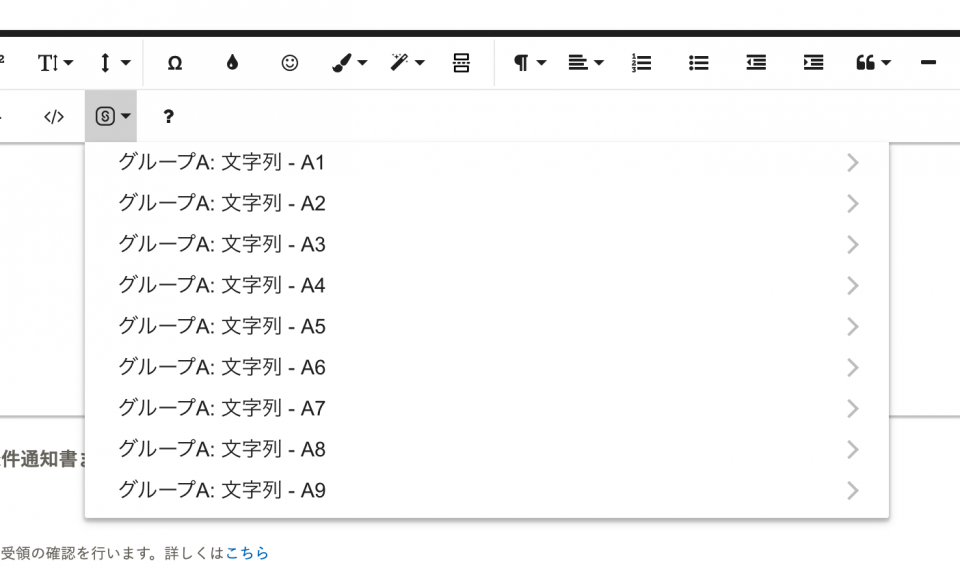 グループA: 文字列 - A1
グループA: 文字列 - A2
グループA: 文字列 - A3
グループA: 文字列 - A4
グループA: 文字列 - A5
グループA: 文字列 - A6
グループA: 文字列 - A7
グループA: 文字列 - A8
グループA: 文字列 - A9
件通知書
受領の確認を行います。詳しくはこちら